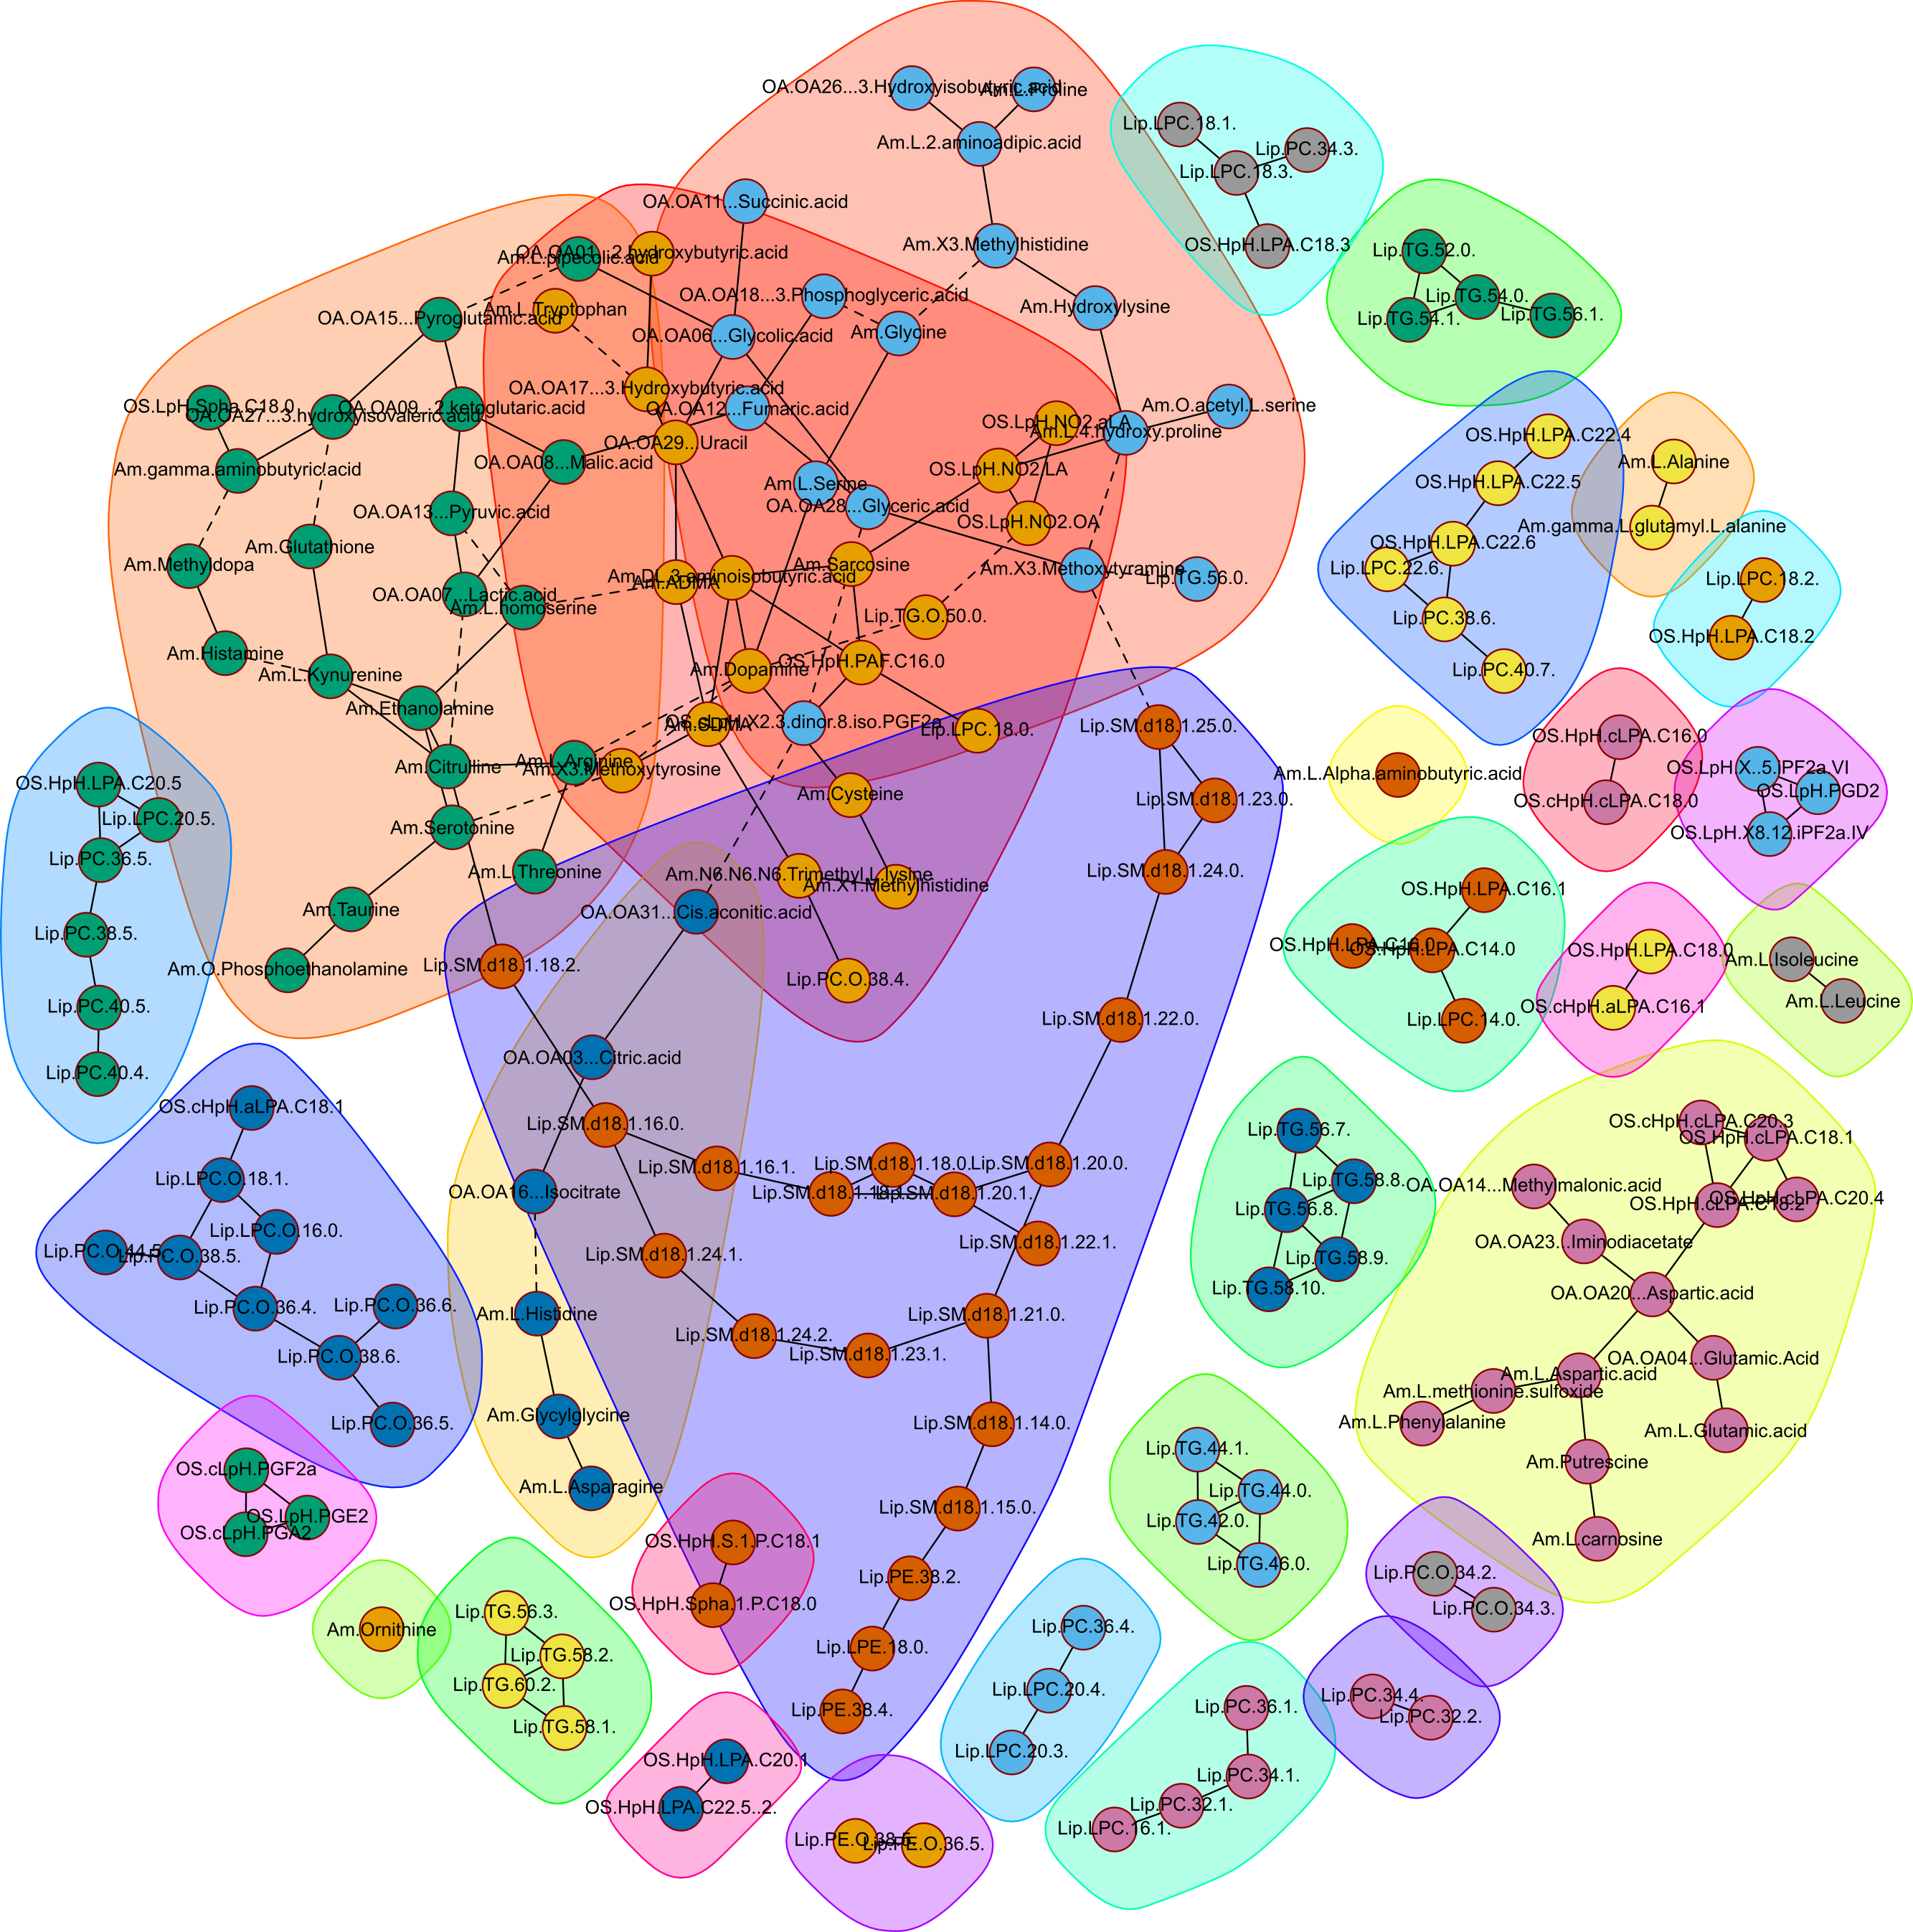 OA.OA26...3.Hydroxyisobutyric.acid
Am.L.Proline
Am.L.2.aminoadipic.acid
Lip.LPC.18.1.
Lip.PC.34.3.
Lip.LPC.18.3.
OS.HpH.LPA.C18.3
OA.OA11...Succinic.acid
Am.X3.Methylhistidine
OA.OA01...2.hydroxybutyric.acid
Am.L.pipecolic.acid
Lip.TG.52.0.
Lip.TG.54.0.
Lip.TG.54.1.
Lip.TG.56.1.
OA.OA18...3.Phosphoglyceric.acid
Am.Hydroxylysine
Am.L.Tryptophan
OA.OA15...Pyroglutamic.acid
OA.OA06...Glycolic.acid
Am.Glycine
OA.OA17...3.Hydroxybutyric.acid
OS.LpH.Spha.C18.0
OA.OA27...3.hydroxyisovaleric.acid
OA.OA09...2.ketoglutaric.acid
OA.OA12...Fumaric.acid
Am.O.acetyl.L.serine
OS.LpH.NO2.aLA
Am.L.4.hydroxy.proline
OA.OA29...Uracil
OA.OA08...Malic.acid
Am.gamma.aminobutyric.acid
OS.LpH.NO2.LA
OS.HpH.LPA.C22.4
Am.L.Alanine
OS.HpH.LPA.C22.5
Am.L.Serine
OA.OA28...Glyceric.acid
OA.OA13...Pyruvic.acid
OS.LpH.NO2.OA
Am.gamma.L.glutamyl.L.alanine
OS.HpH.LPA.C22.6
Am.Glutathione
Am.Methyldopa
Am.Sarcosine
Am.X3.Methoxytyramine
Lip.TG.56.0.
Lip.LPC.22.6.
Am.DL.3.aminoisobutyric.acid
Am.ADMA
Lip.LPC.18.2.
OA.OA07...Lactic.acid
Am.L.homoserine
Lip.TG.O.50.0.
Lip.PC.38.6.
OS.HpH.LPA.C18.2
Am.Histamine
Am.L.Kynurenine
Am.Dopamine
OS.HpH.PAF.C16.0
Lip.PC.40.7.
Am.Ethanolamine
Am.SDMA
OS.cLpH.X2.3.dinor.8.iso.PGF2a
Lip.LPC.18.0.
Lip.SM.d18.1.25.0.
OS.HpH.cLPA.C16.0
Am.Citrulline
Am.L.Arginine
Am.X3.Methoxytyrosine
Am.L.Alpha.aminobutyric.acid
OS.LpH.X..5.iPF2a.VI
OS.LpH.PGD2
OS.HpH.LPA.C20.5
Lip.LPC.20.5.
Am.Cysteine
Lip.SM.d18.1.23.0.
OS.cHpH.cLPA.C18.0
OS.LpH.X8.12.iPF2a.IV
Am.Serotonine
Lip.PC.36.5.
Am.L.Threonine
Am.N6.N6.N6.Trimethyl.L.lysine
Am.X1.Methylhistidine
Lip.SM.d18.1.24.0.
OS.HpH.LPA.C16.1
Am.Taurine
OA.OA31...Cis.aconitic.acid
Lip.PC.38.5.
OS.HpH.LPA.C16.0
OS.cHpH.LPA.C14.0
OS.HpH.LPA.C18.0
Am.L.Isoleucine
Am.O.Phosphoethanolamine
Lip.SM.d18.1.18.2.
Lip.PC.O.38.4.
Lip.PC.40.5.
Lip.SM.d18.1.22.0.
Lip.LPC.14.0.
OS.cHpH.aLPA.C16.1
Am.L.Leucine
Lip.PC.40.4.
OA.OA03...Citric.acid
OS.cHpH.aLPA.C18.1
Lip.SM.d18.1.16.0.
Lip.TG.56.7.
OS.cHpH.cLPA.C20.3
OS.HpH.cLPA.C18.1
Lip.LPC.O.18.1.
Lip.SM.d18.1.16.1.
Lip.SM.d18.1.18.0.
Lip.SM.d18.1.20.0.
OA.OA16...Isocitrate
Lip.SM.d18.1.18.1.
Lip.SM.d18.1.20.1.
Lip.TG.58.8.
OA.OA14...Methylmalonic.acid
OS.HpH.cLPA.C18.2
OS.HpH.cLPA.C20.4
Lip.TG.56.8.
Lip.LPC.O.16.0.
Lip.PC.O.44.5.
Lip.PC.O.38.5.
Lip.SM.d18.1.24.1.
Lip.SM.d18.1.22.1.
Lip.TG.58.9.
OA.OA23...Iminodiacetate
Lip.TG.58.10.
OA.OA20...Aspartic.acid
Lip.PC.O.36.4.
Lip.PC.O.36.6.
Am.L.Histidine
Lip.SM.d18.1.21.0.
Lip.SM.d18.1.24.2.
Lip.SM.d18.1.23.1.
Lip.PC.O.38.6.
OA.OA04...Glutamic.Acid
Am.L.Aspartic.acid
Am.L.methionine.sulfoxide
Am.L.Phenylalanine
Am.L.Glutamic.acid
Lip.PC.O.36.5.
Am.Glycylglycine
Lip.SM.d18.1.14.0.
Lip.TG.44.1.
Am.Putrescine
OS.cLpH.PGF2a
OS.LpH.PGE2
OS.cLpH.PGA2
Am.L.Asparagine
Lip.SM.d18.1.15.0.
Lip.TG.44.0.
Lip.TG.42.0.
OS.HpH.S.1.P.C18.1
Am.L.carnosine
Lip.TG.46.0.
Lip.PE.38.2.
Lip.PC.O.34.2.
OS.HpH.Spha.1.P.C18.0
Lip.PC.O.34.3.
Lip.TG.56.3.
Am.Ornithine
Lip.PC.36.4.
Lip.LPE.18.0.
Lip.TG.58.2.
Lip.TG.60.2.
Lip.LPC.20.4.
Lip.PC.34.4.
Lip.PC.36.1.
Lip.PE.38.4.
Lip.PC.32.2.
Lip.TG.58.1.
Lip.LPC.20.3.
OS.HpH.LPA.C20.1
Lip.PC.34.1.
OS.HpH.LPA.C22.5..2.
Lip.PC.32.1.
Lip.LPC.16.1.
Lip.PE.O.38.5.
Lip.PE.O.36.5.